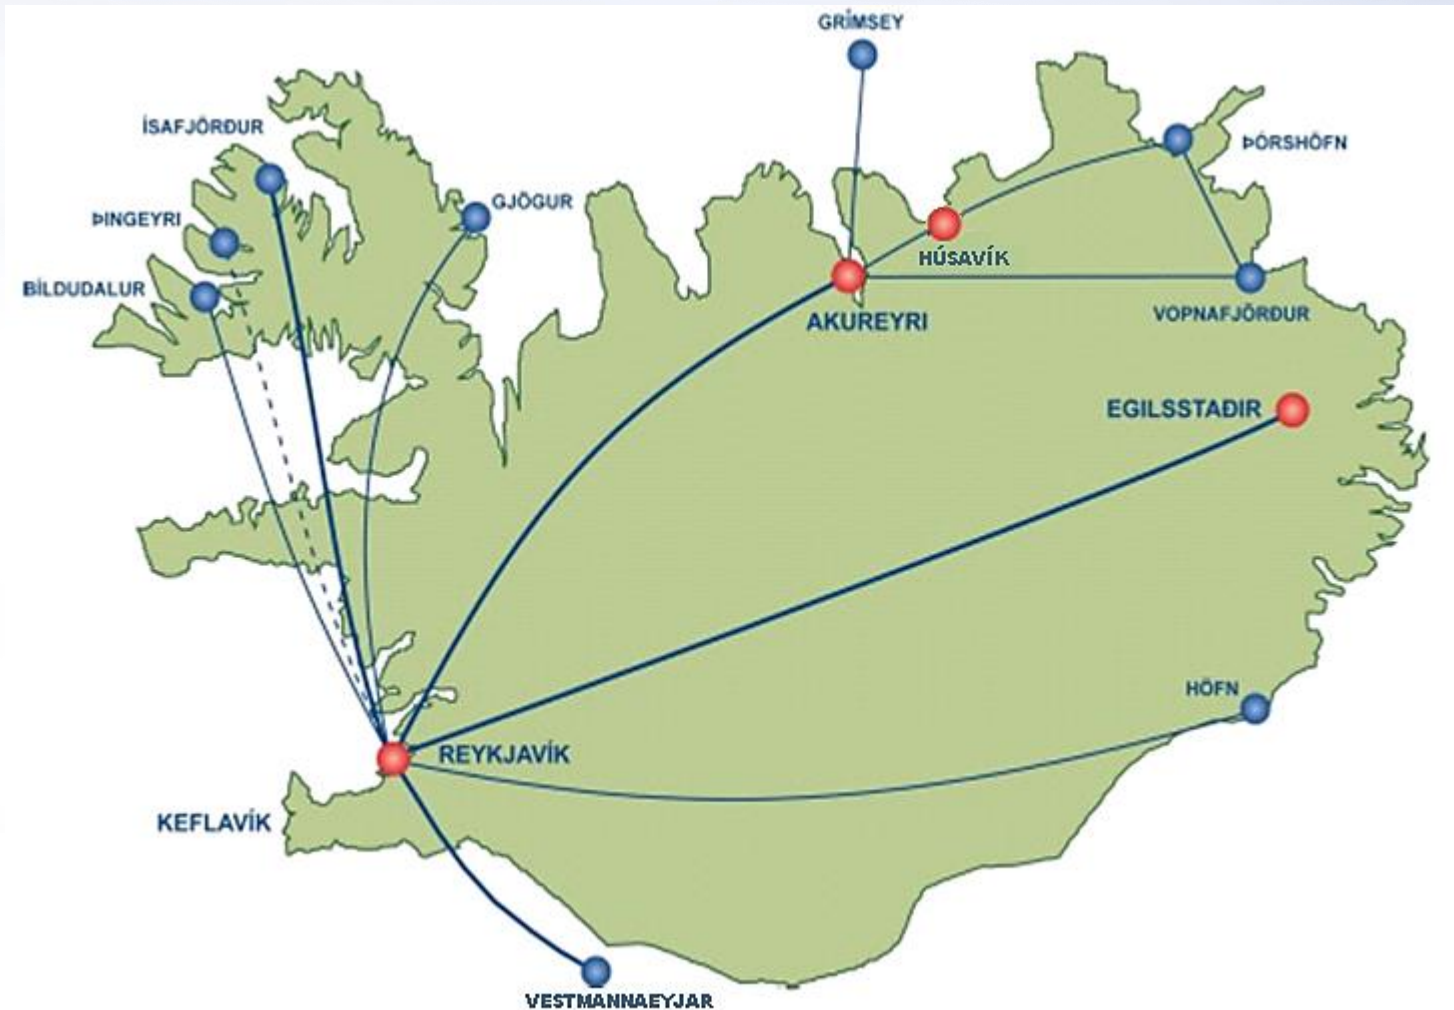 GRÍMSEY
ÍSAFJÖRÐUR
ÞÓRSHÖFN
GJÖGUR
ÞINGEYRI
HÚSAVÍK
BÍLDUDALUR
AKUREYRI
VOPNAFJÖRÐUR
EGILSSTAÐIR
HÖFN
REYKJAVÍK
KEFLAVÍK
VESTMANNAEYJAR